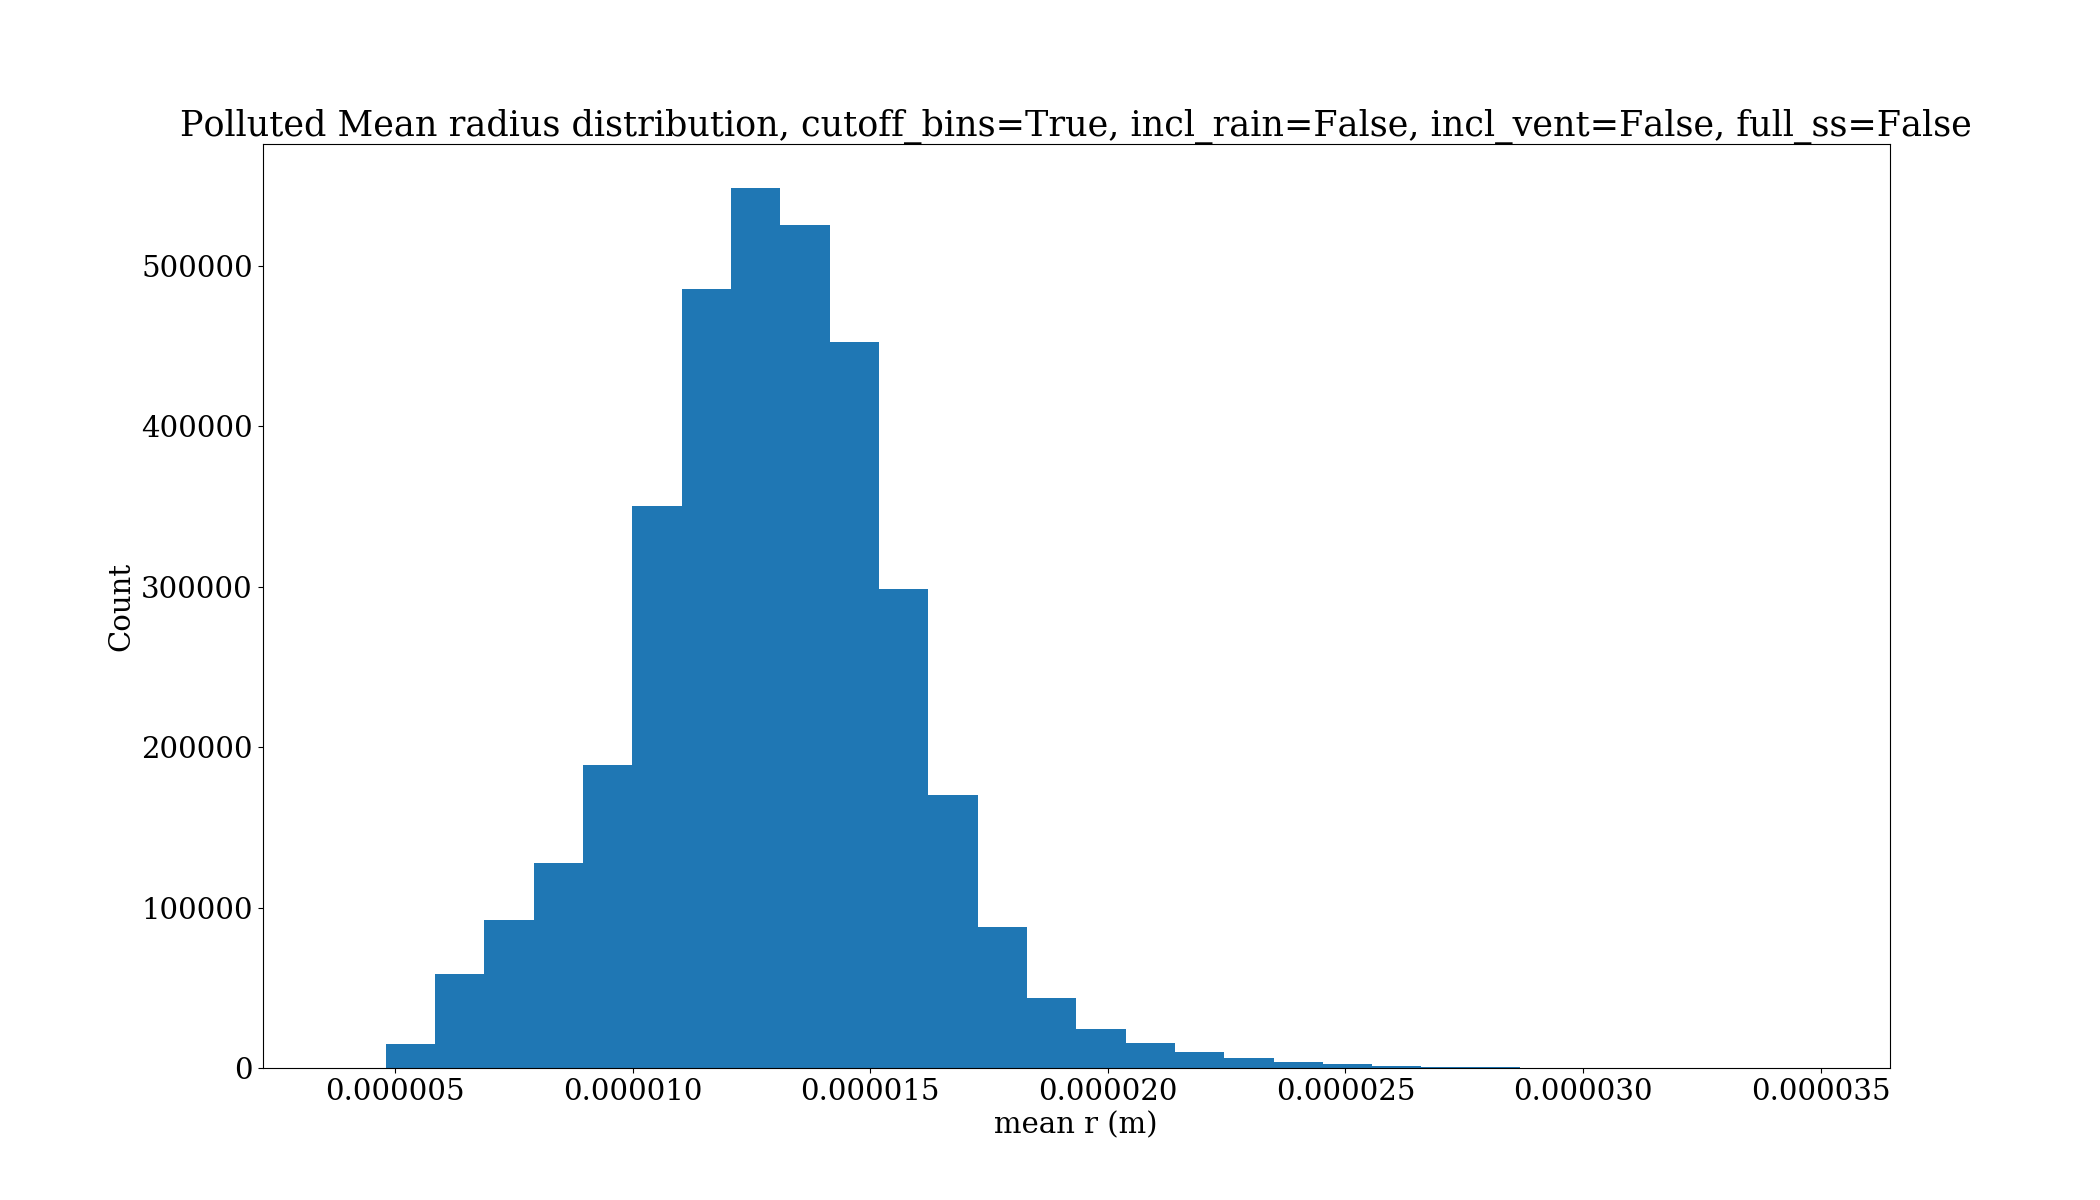 Polluted Mean radius distribution, cutoff_bins=True, incl_rain=False, incl_vent=False, full_ss=False
500000
400000
300000
200000
100000
0
Count
0.000005 0.000010 0.000015 0.000020 0.000025 0.000030 0.000035
mean r (m)